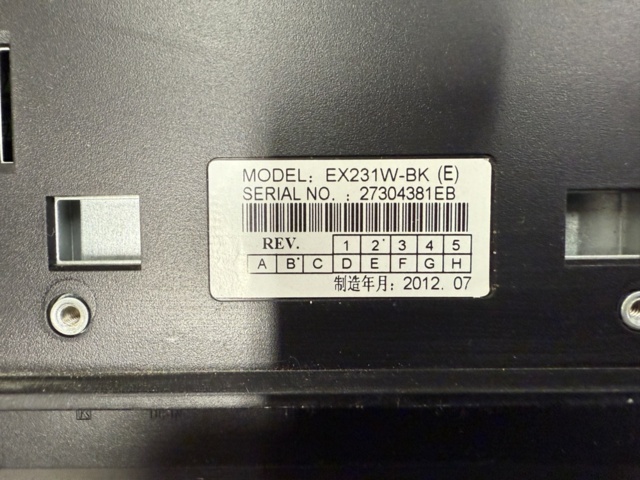 MODEL: EX231W-BK (E)
SERIAL NO. : 27304381EB
REV. 1 2 3 4 5
A B C D E F G H
制造年月: 2012. 07